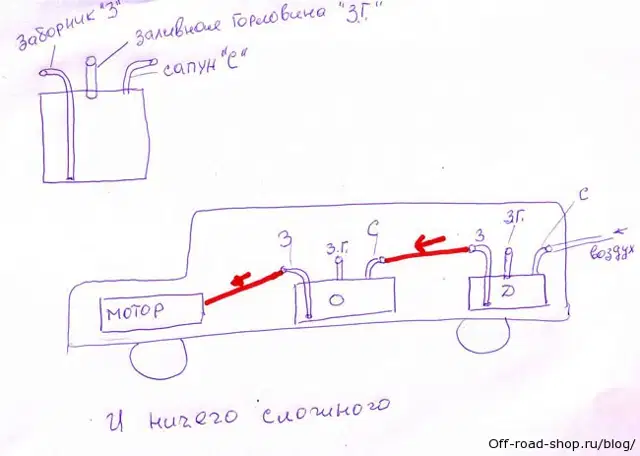 Заборник "З"
заливная горловина "З.Г."
сапун "С"
З
З.Г.
С
З
З.Г.
С
воздух
МОТОР
О
Д
И ничего сложного
Off-road-shop.ru/blog/